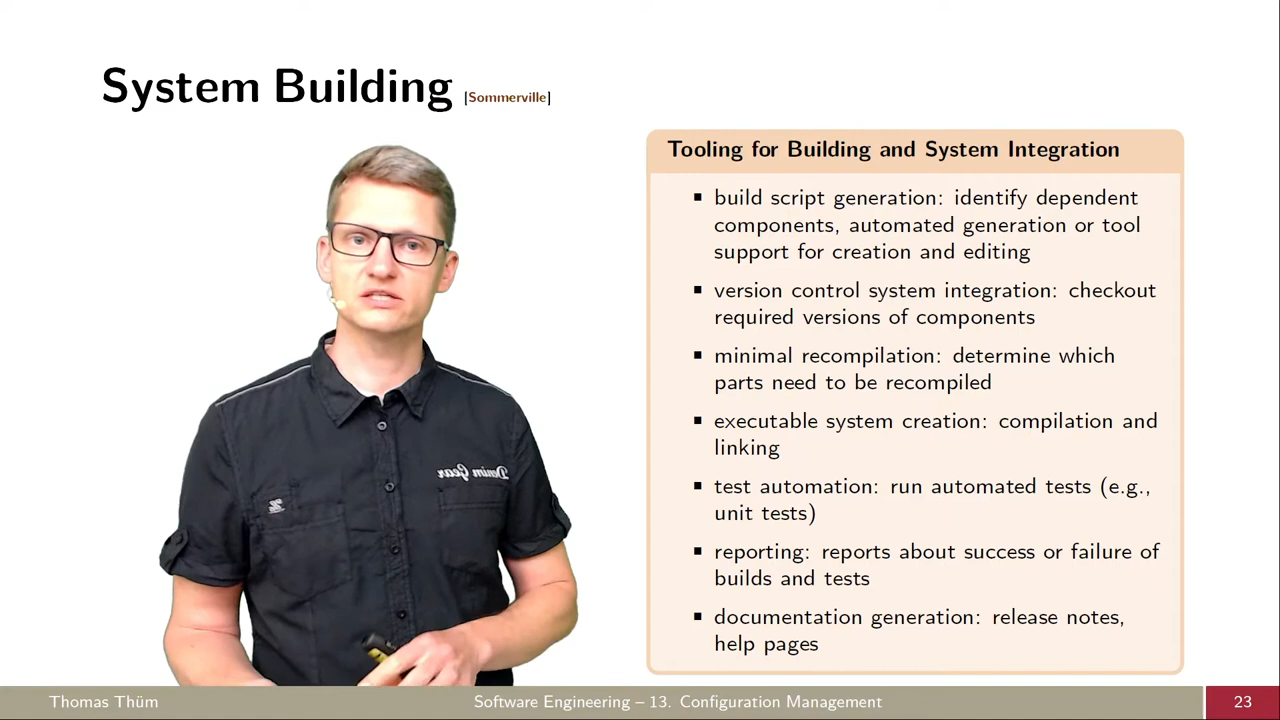 System Building [Sommerville]
Tooling for Building and System Integration
▪ build script generation: identify dependent
components, automated generation or tool
support for creation and editing
▪ version control system integration: checkout
required versions of components
▪ minimal recompilation: determine which
parts need to be recompiled
▪ executable system creation: compilation and
linking
▪ test automation: run automated tests (e.g.,
unit tests)
▪ reporting: reports about success or failure of
builds and tests
▪ documentation generation: release notes,
help pages
Denim Gear
Thomas Thüm
Software Engineering – 13. Configuration Management
23